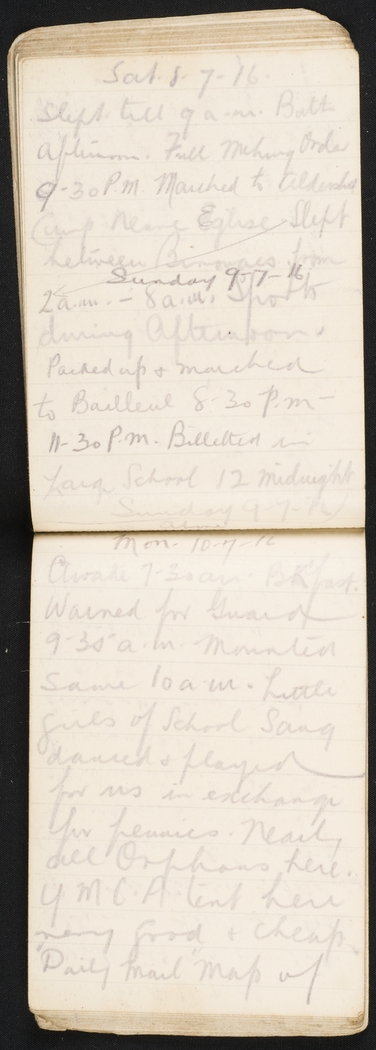 Sat. 8-7-16.
Slept till 9 a.m. Bath
afternoon. Full Marching Order
9-30 P.M. Marched to Aldershot
Camp Neuve Eglise Slept
between Bivouacs from
Sunday 9-7-16
2 a.m. - 8 a.m. Sports
during Afternoon.
Packed up & marched
to Bailleul 8.30 P.m -
11-30 P.M. Billetted in
Large School 12 midnight
Sunday 9-7-16
Mon. 10-7-16
Awoke 7-30 am. Bkfast.
Warned for Guard
9-30 a.m. Mounted
same 10 a.m. Little
girls of School Sang
danced & played
for us in exchange
for pennies. Nearly
all Orphans here.
Y M C A tent here
very good & cheap.
"Daily Mail" Map of